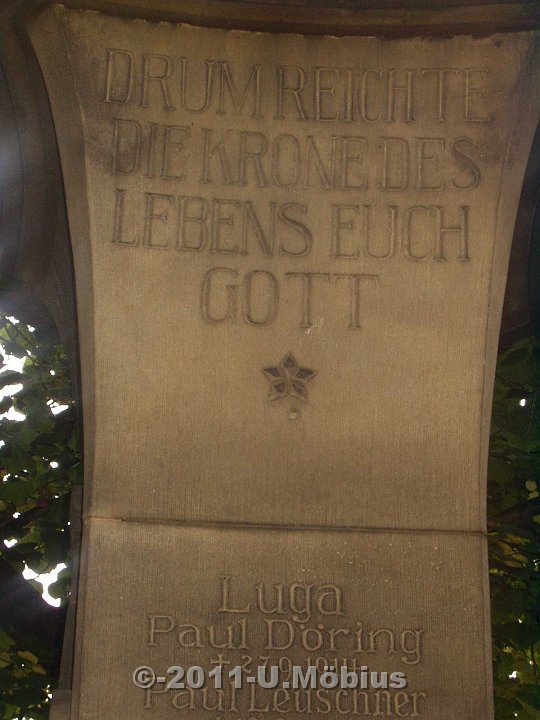 DRUM REICHTE
DIE KRONE DES
LEBENS EUCH
GOTT
Luga
Paul Döring
©-2011-U.Möbius
Paul Leuschner